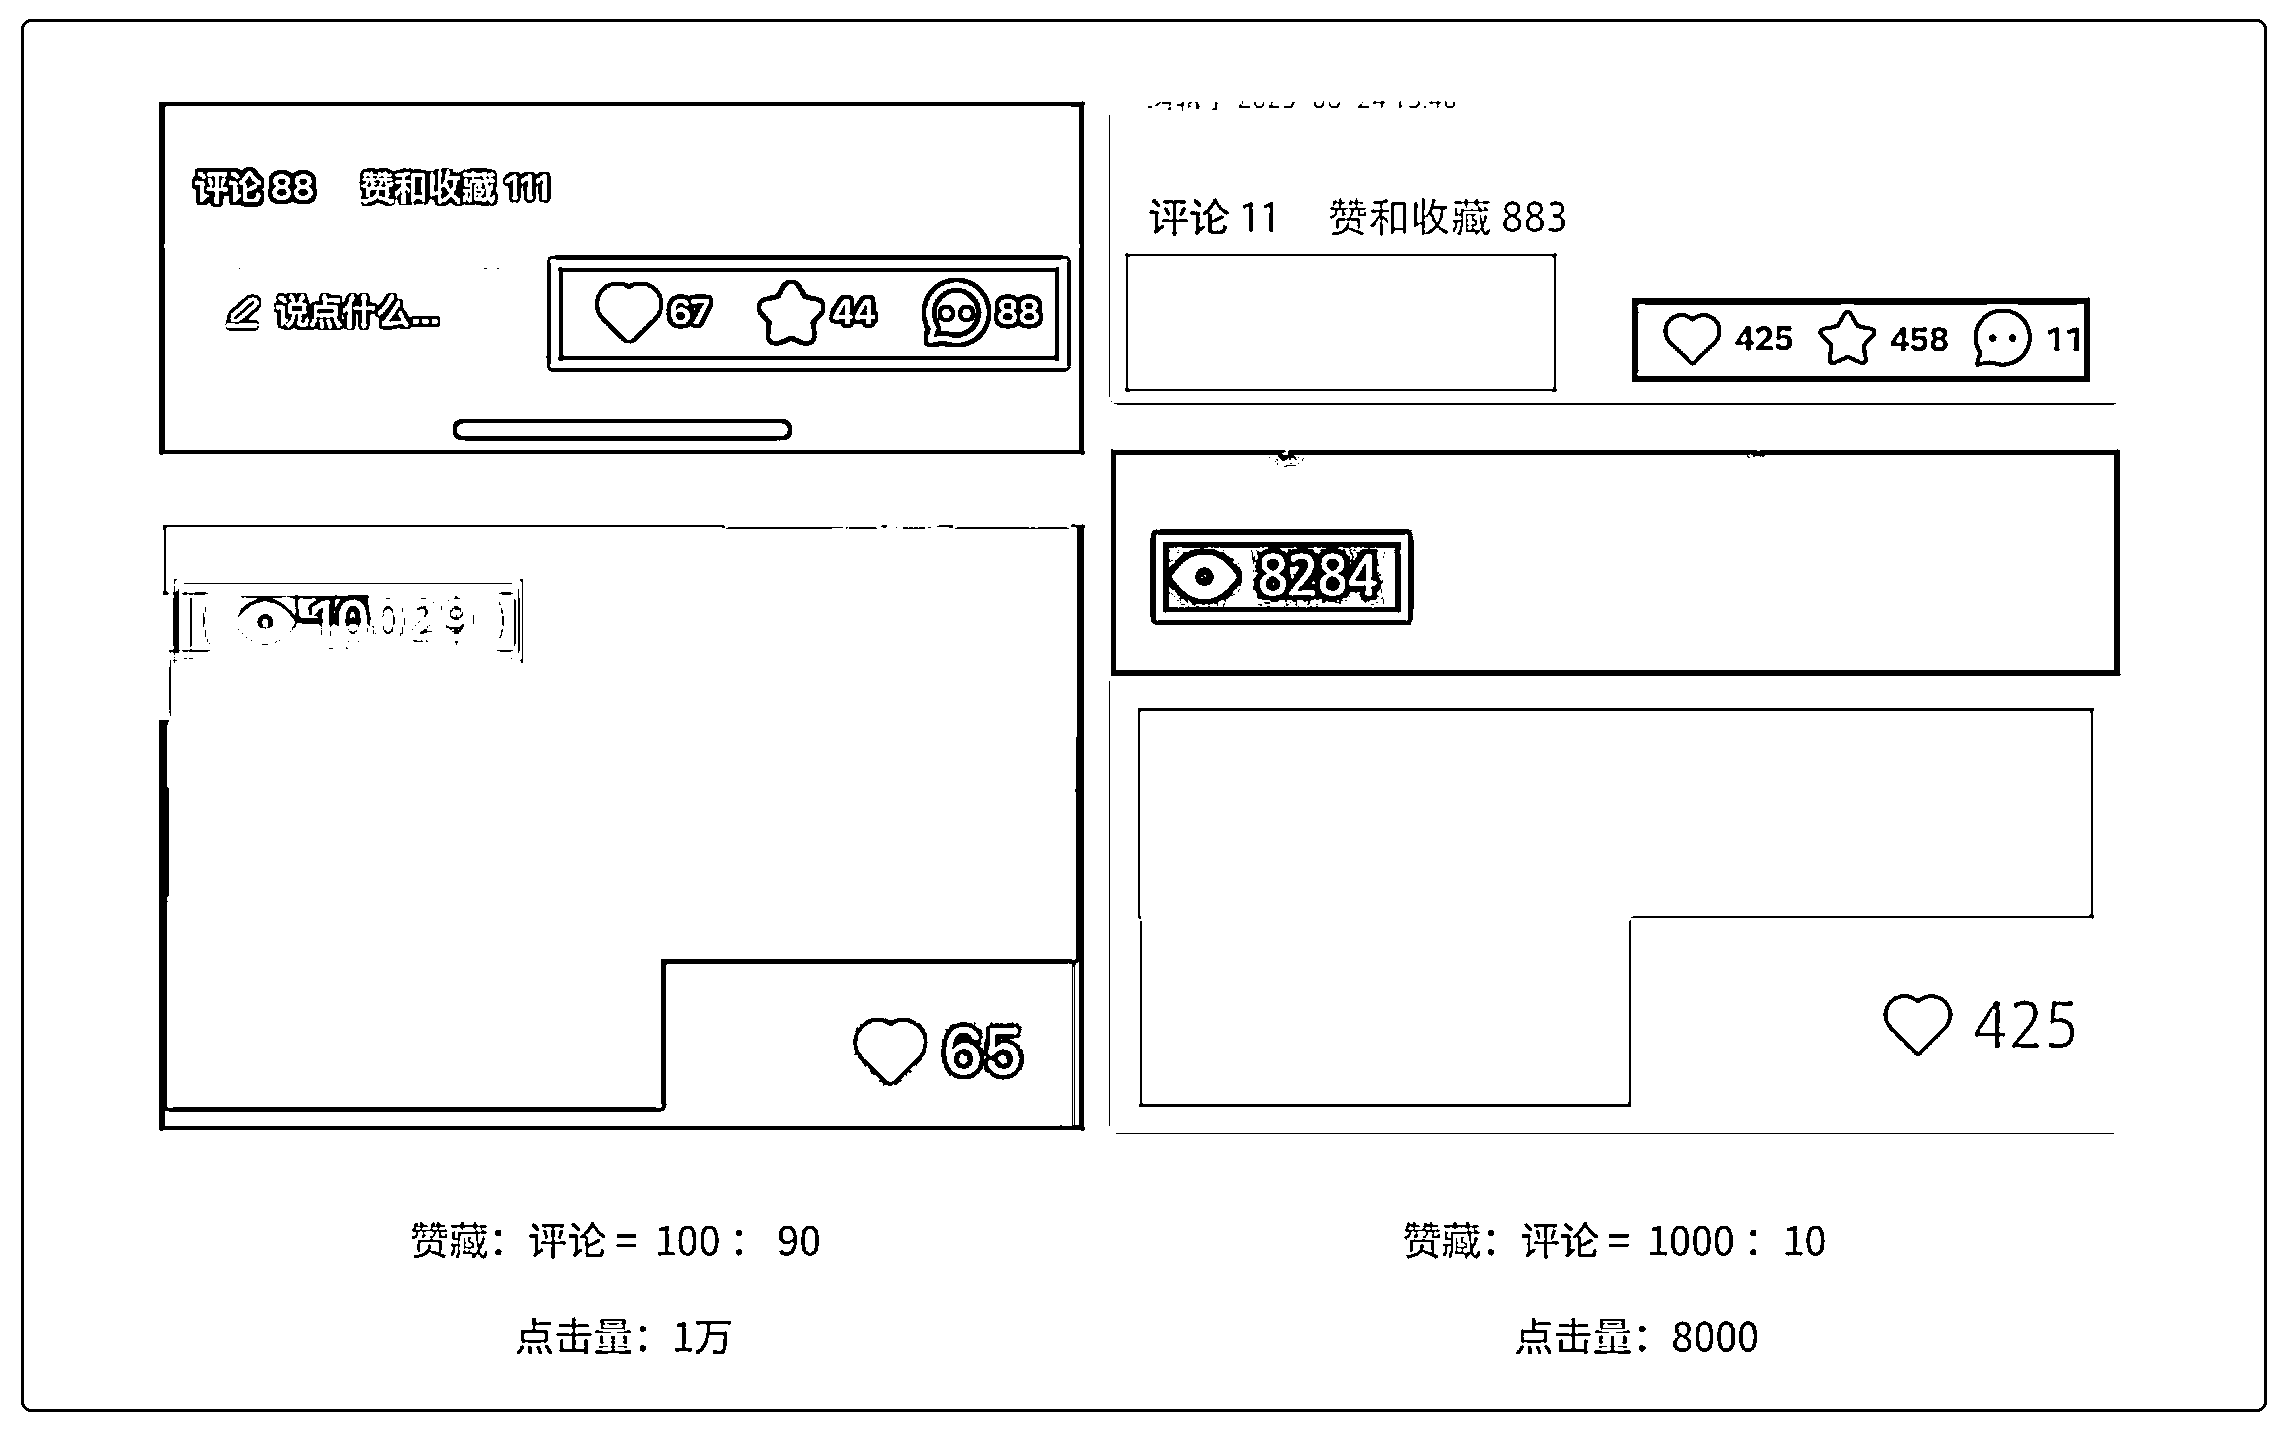 评论 88 赞和收藏 111
说点什么... 67 44 88
10029
65
评论 11 赞和收藏 883
425 458 11
8284
425
赞藏：评论 = 100： 90
点击量：1万
赞藏：评论 = 1000：10
点击量：8000